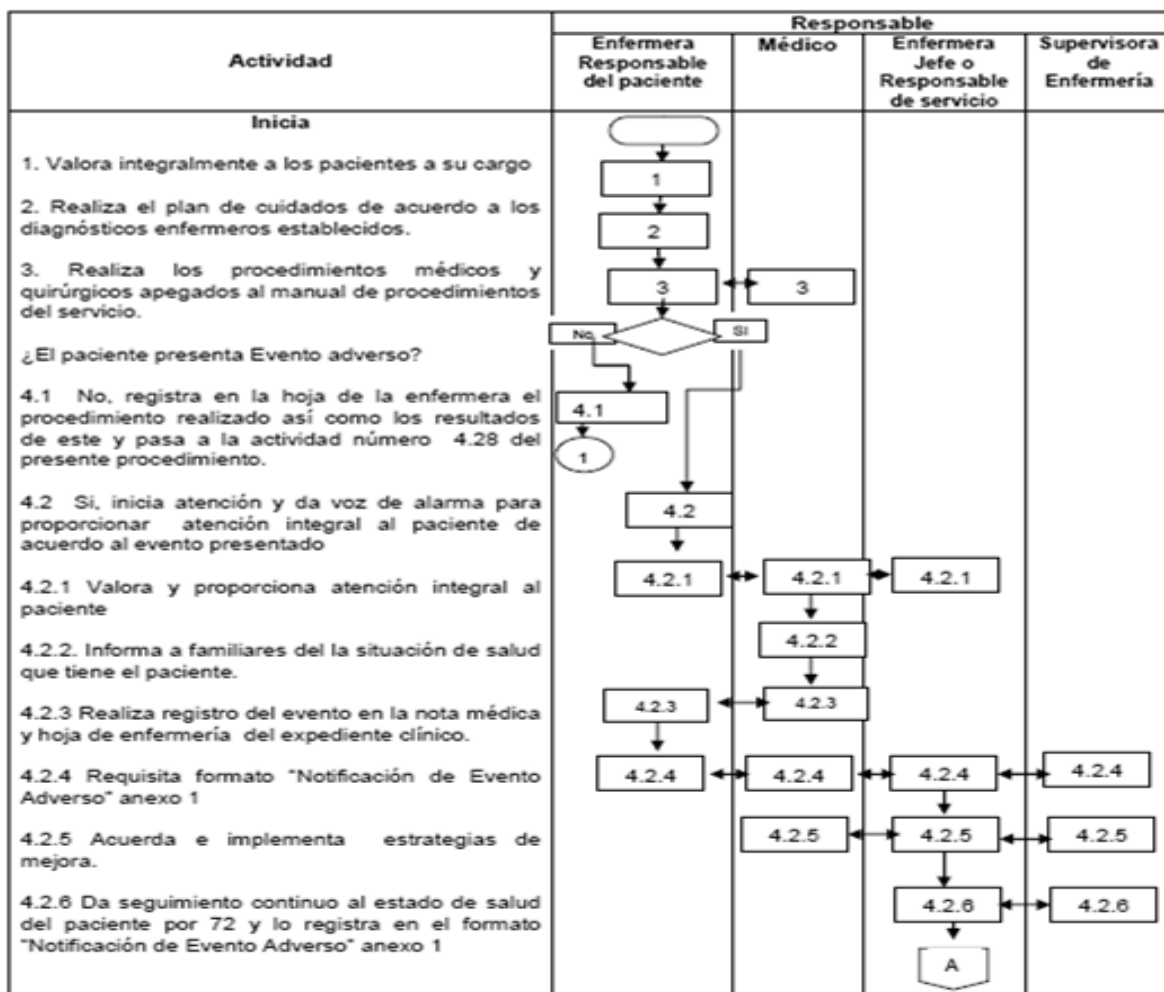 Responsable
Actividad
Enfermera
Responsable
del paciente
Médico
Enfermera
Jefe o
Responsable
de servicio
Supervisora
de
Enfermería
Inicia
1. Valora integralmente a los pacientes a su cargo
1
2. Realiza el plan de cuidados de acuerdo a los
diagnósticos enfermeros establecidos.
2
3. Realiza los procedimientos médicos y
quirúrgicos apegados al manual de procedimientos
del servicio.
3
3
¿El paciente presenta Evento adverso?
No
SI
4.1 No, registra en la hoja de la enfermera el
procedimiento realizado así como los resultados
de este y pasa a la actividad número 4.28 del
presente procedimiento.
4.1
1
4.2 Si, inicia atención y da voz de alarma para
proporcionar atención integral al paciente de
acuerdo al evento presentado
4.2
4.2.1 Valora y proporciona atención integral al
paciente
4.2.1
4.2.1
4.2.1
4.2.2. Informa a familiares del la situación de salud
que tiene el paciente.
4.2.2
4.2.3 Realiza registro del evento en la nota médica
y hoja de enfermería del expediente clínico.
4.2.3
4.2.3
4.2.4 Requisita formato "Notificación de Evento
Adverso" anexo 1
4.2.4
4.2.4
4.2.4
4.2.4
4.2.5 Acuerda e implementa estrategias de
mejora.
4.2.5
4.2.5
4.2.5
4.2.6 Da seguimiento continuo al estado de salud
del paciente por 72 y lo registra en el formato
"Notificación de Evento Adverso" anexo 1
4.2.6
4.2.6
A